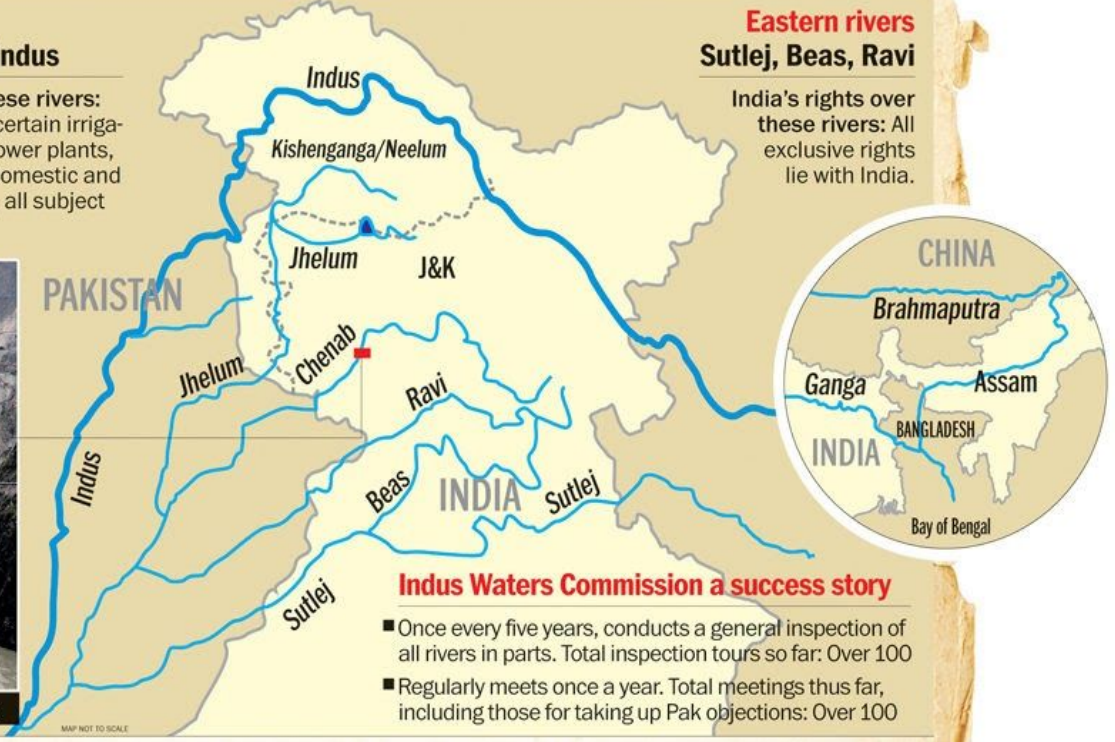 ndus
ese rivers:
certain irriga-
ower plants,
omestic and
all subject
Eastern rivers
Sutlej, Beas, Ravi
India's rights over
these rivers: All
exclusive rights
lie with India.
Indus
Kishenganga/Neelum
Jhelum
J&K
PAKISTAN
Chenab
Jhelum
Ravi
Indus
Beas
INDIA
Sutlej
Sutlej
CHINA
Brahmaputra
Ganga
Assam
BANGLADESH
INDIA
Bay of Bengal
Indus Waters Commission a success story
■ Once every five years, conducts a general inspection of
all rivers in parts. Total inspection tours so far: Over 100
■ Regularly meets once a year. Total meetings thus far,
including those for taking up Pak objections: Over 100
MAP NOT TO SCALE